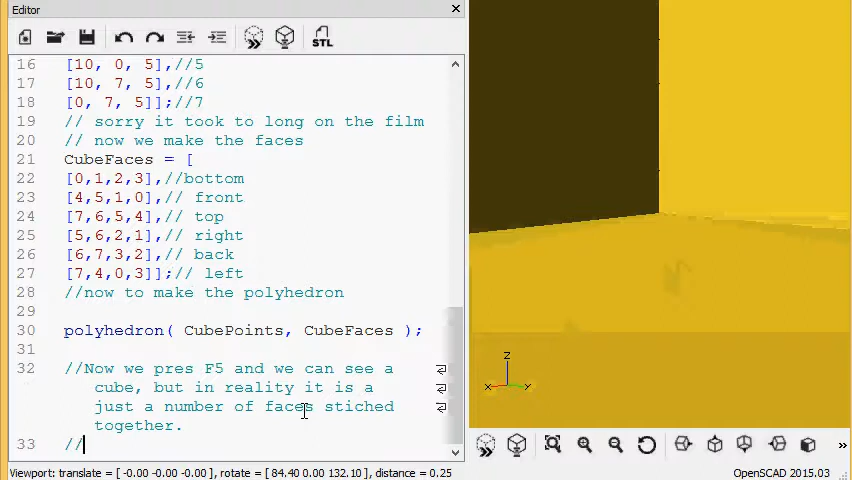 Editor
STL
16 [10, 0, 5],//5
17 [10, 7, 5],//6
18 [0, 7, 5]];//7
19 // sorry it took to long on the film
20 // now we make the faces
21 CubeFaces = [
22 [0,1,2,3],//bottom
23 [4,5,1,0],// front
24 [7,6,5,4],// top
25 [5,6,2,1],// right
26 [6,7,3,2],// back
27 [7,4,0,3]];// left
28 //now to make the polyhedron
29
30 polyhedron( CubePoints, CubeFaces );
31
32 //Now we pres F5 and we can see a
cube, but in reality it is a
just a number of faces stiched
together.
33 //
z
x
y
Viewport: translate = [ -0.00 -0.00 -0.00 ], rotate = [ 84.40 0.00 132.10 ], distance = 0.25
OpenSCAD 2015.03